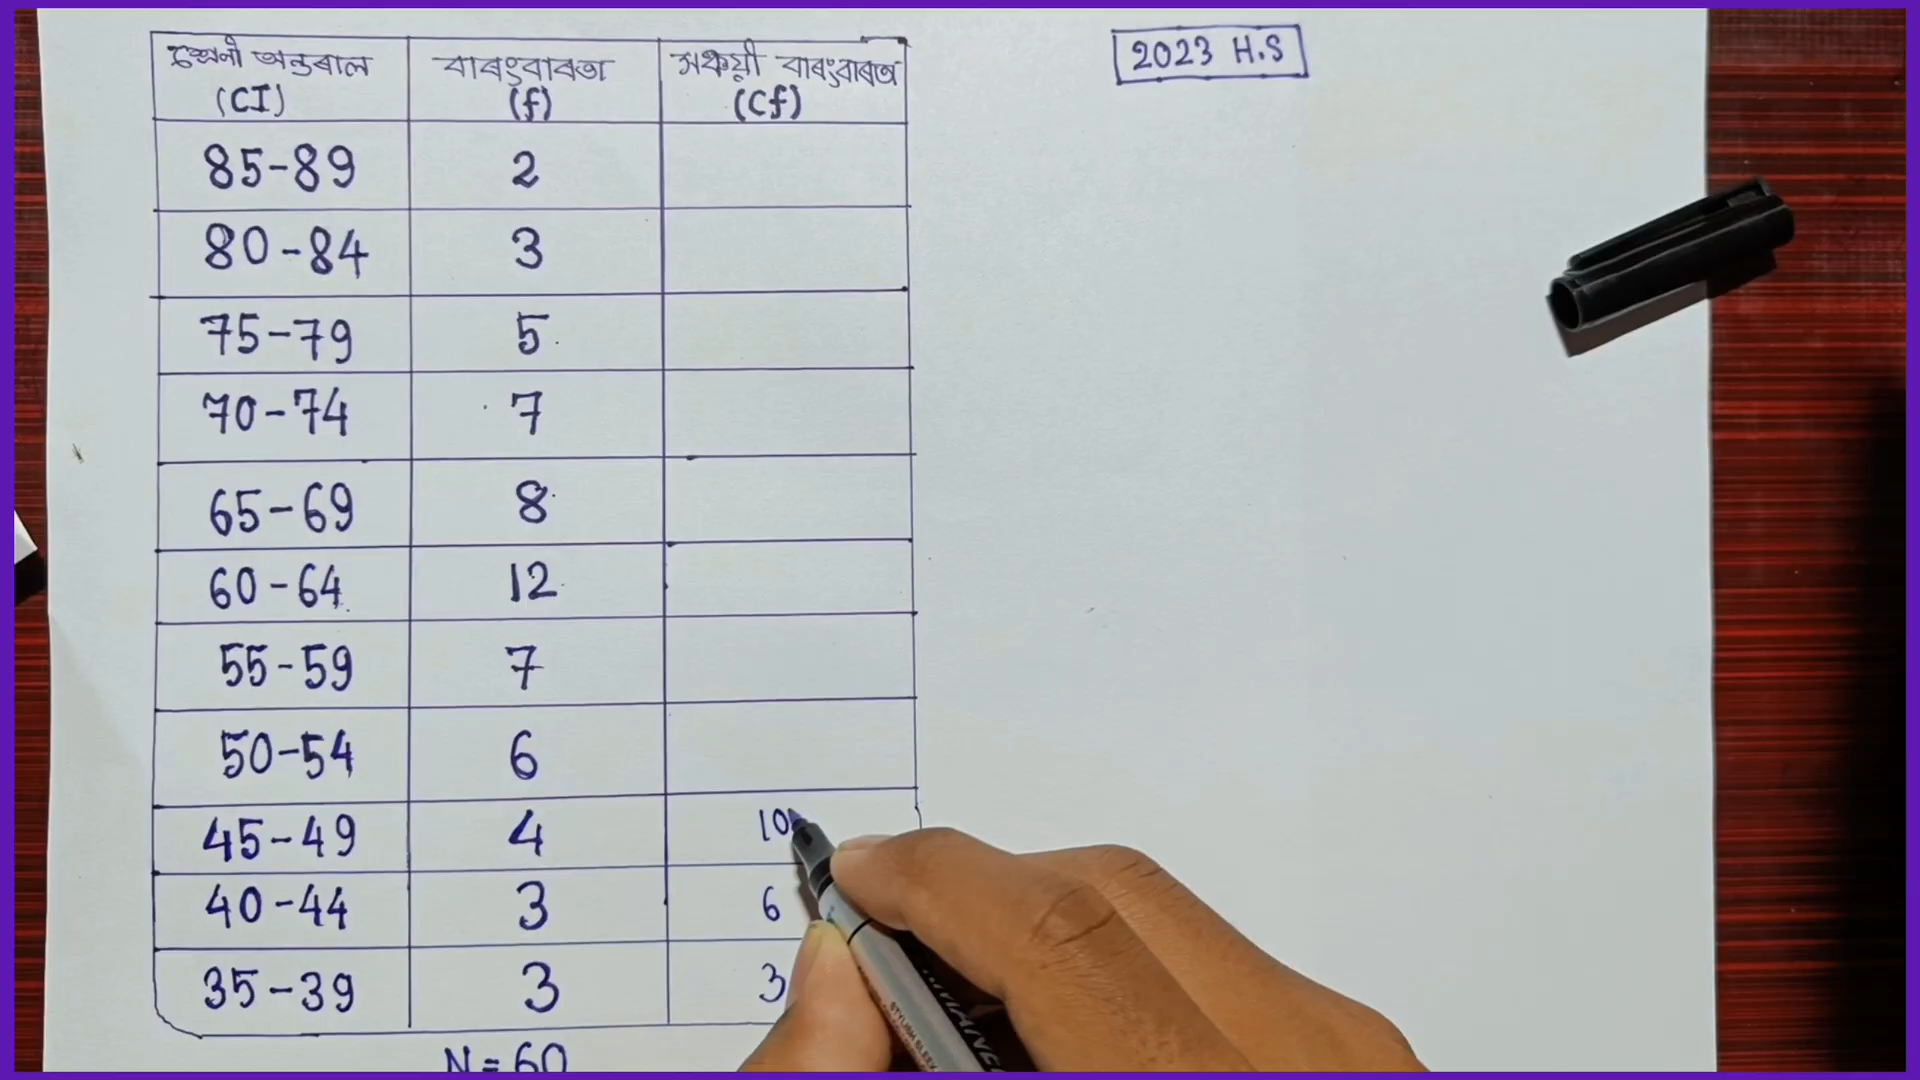 শ্ৰেণী অন্তৰাল বাৰংবাৰতা সঞ্চয়ী বাৰংবাৰতা
(CI) (f) (Cf)
2023 H.S
85-89 2
80-84 3
75-79 5
70-74 7
65-69 8
60-64 12
55-59 7
50-54 6
45-49 4 10
40-44 3 6
35-39 3 3
N = 60